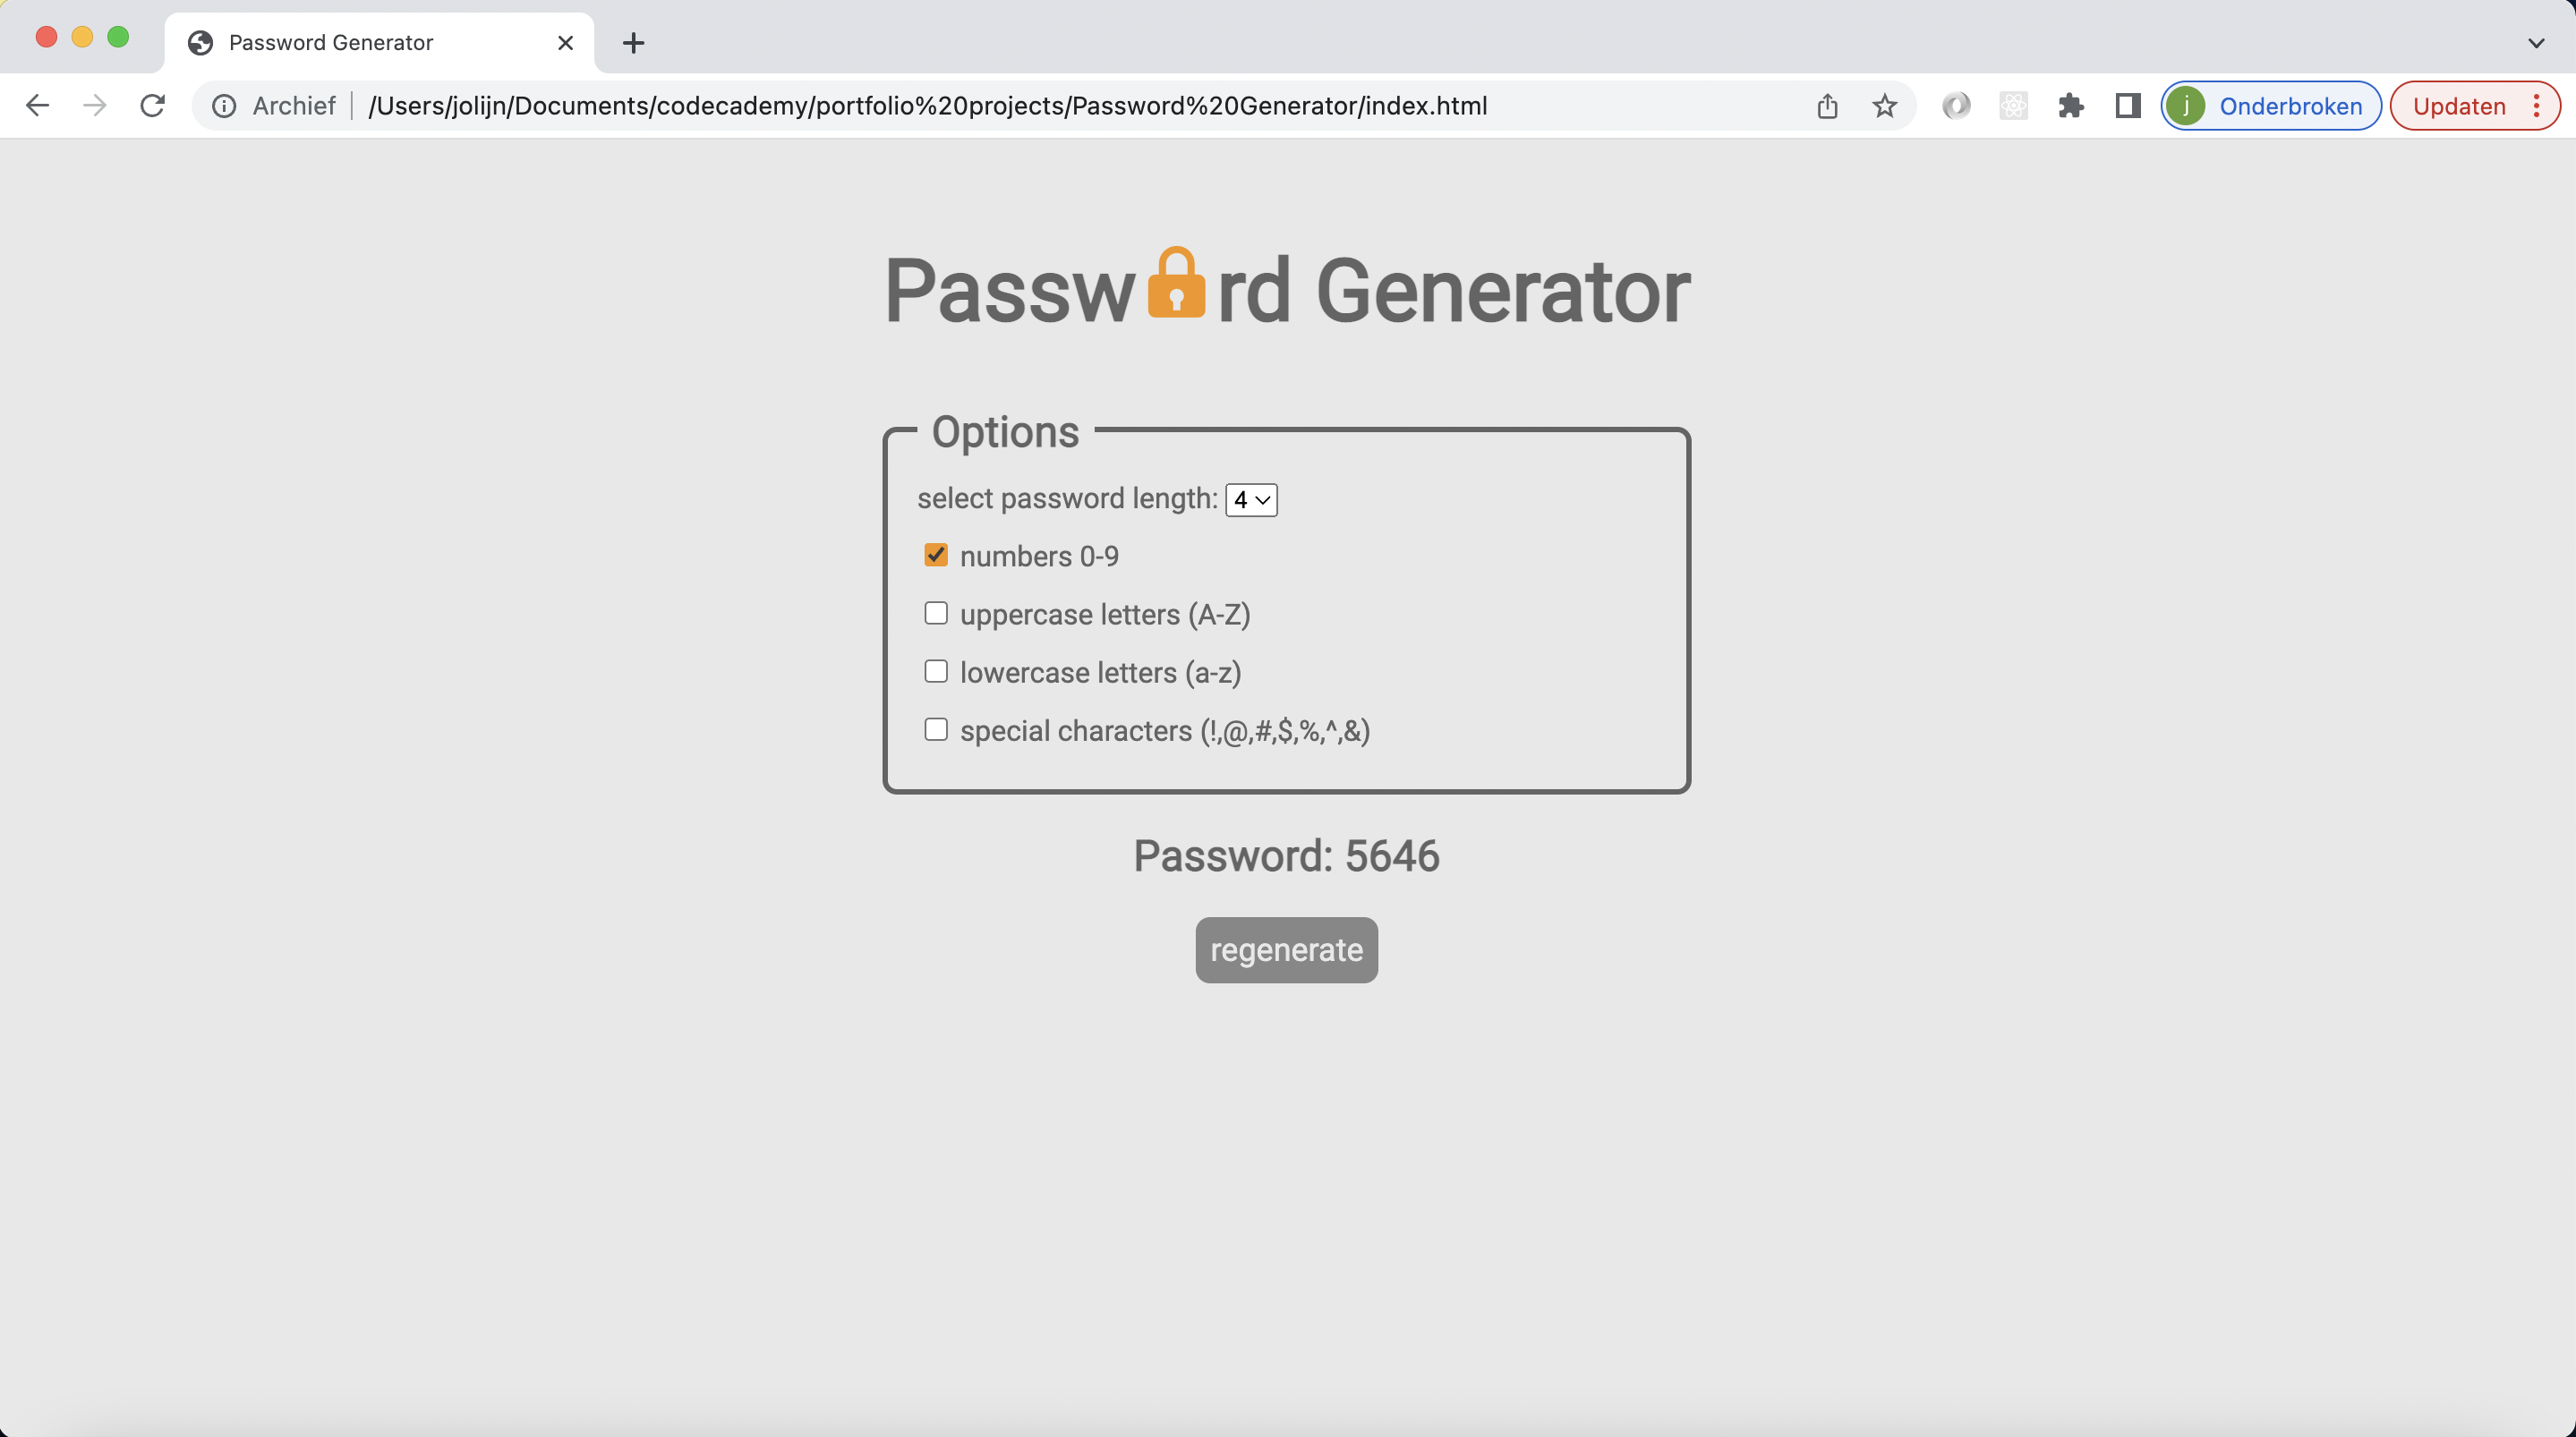 Password Generator
Archief /Users/jolijn/Documents/codecademy/portfolio%20projects/Password%20Generator/index.html j Onderbroken Updaten
Passw rd Generator
Options
select password length: 4
numbers 0-9
uppercase letters (A-Z)
lowercase letters (a-z)
special characters (!,@,#,$,%,^,&)
Password: 5646
regenerate